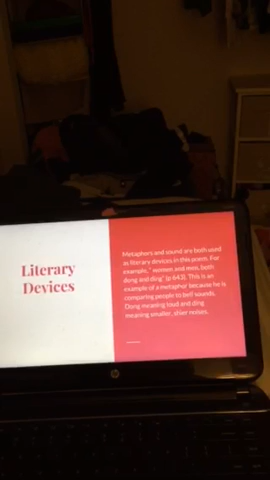 Literary
Devices
Metaphors and sound are both used
as literary devices in this poem. For
example, " women and men, both
dong and ding" (p 643). This is an
example of a metaphor because he is
comparing people to bell sounds.
Dong meaning loud and ding
meaning smaller, shier noises.
hp